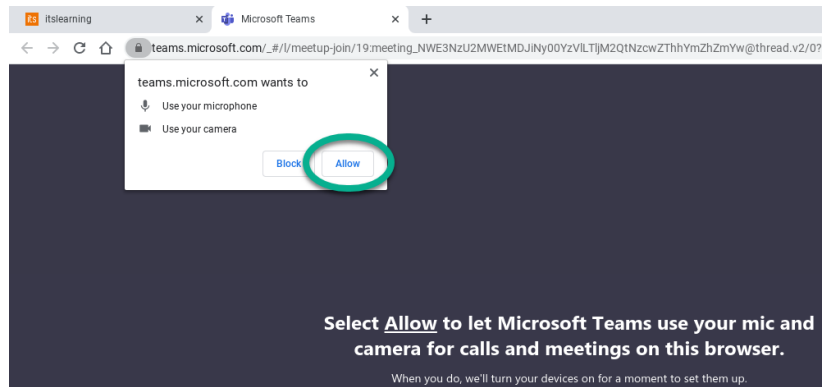 its itslearning × Microsoft Teams × +
teams.microsoft.com/_#/l/meetup-join/19:meeting_NWE3NzU2MWEtMDJiNy00YzVlLTljM2QtNzcwZThhYmZhZmYw@thread.v2/0?
teams.microsoft.com wants to ×
Use your microphone
Use your camera
Block Allow
Select Allow to let Microsoft Teams use your mic and
camera for calls and meetings on this browser.
When you do, we'll turn your devices on for a moment to set them up.